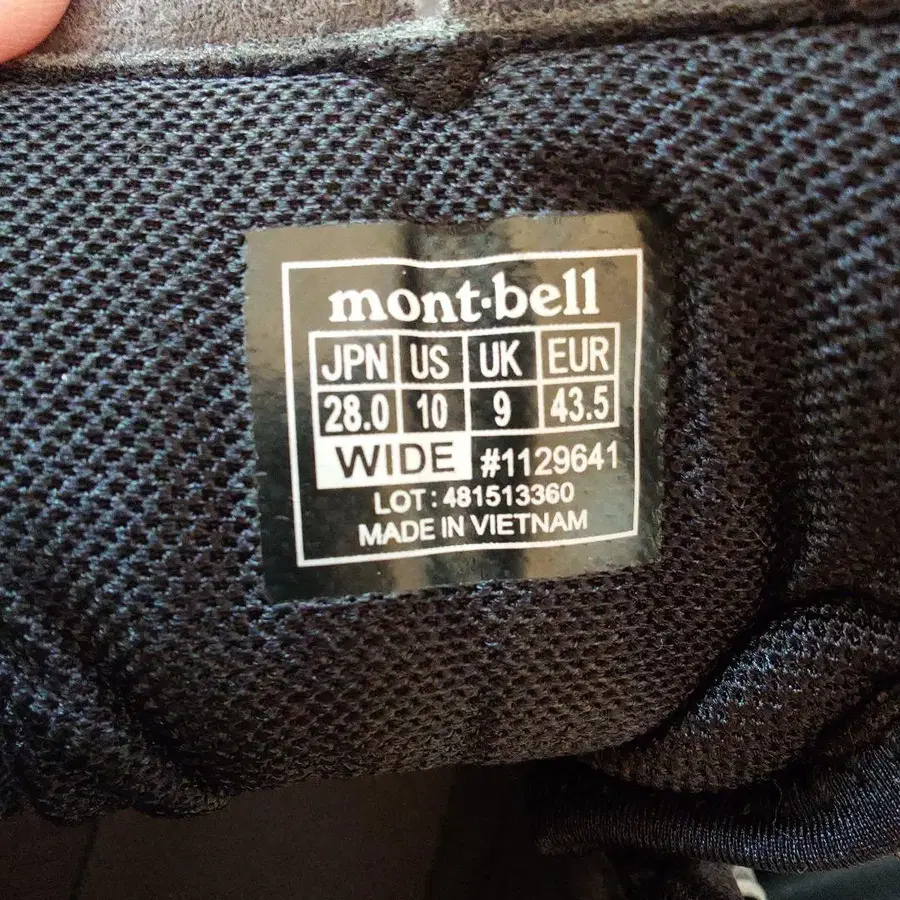 mont-bell
JPN US UK EUR
28.0 10 9 43.5
WIDE #1129641
LOT : 481513360
MADE IN VIETNAM